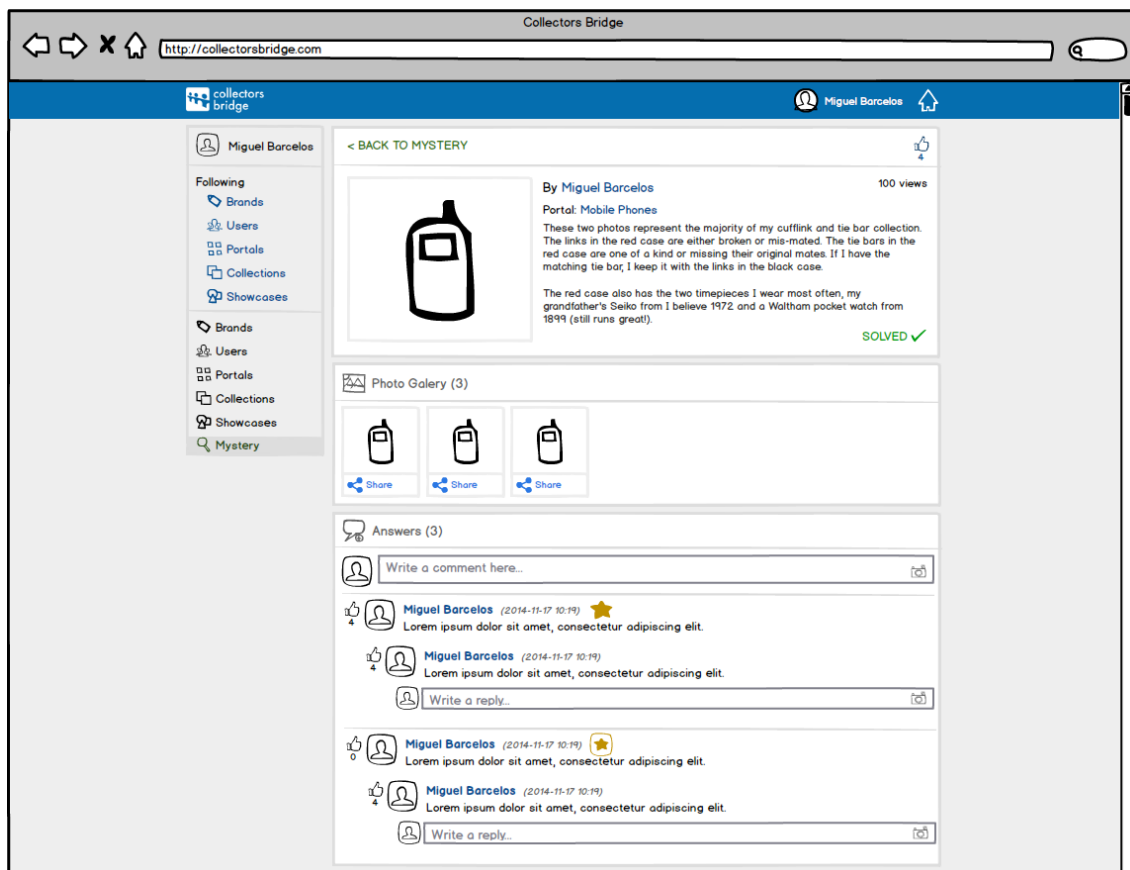 Collectors Bridge
http://collectorsbridge.com
collectors
bridge
Miguel Barcelos
Miguel Barcelos
Following
Brands
Users
Portals
Collections
Showcases
Brands
Users
Portals
Collections
Showcases
Mystery
< BACK TO MYSTERY
4
By Miguel Barcelos
100 views
Portal: Mobile Phones
These two photos represent the majority of my cufflink and tie bar collection.
The links in the red case are either broken or mis-mated. The tie bars in the
red case are one of a kind or missing their original mates. If I have the
matching tie bar, I keep it with the links in the black case.
The red case also has the two timepieces I wear most often, my
grandfather's Seiko from I believe 1972 and a Waltham pocket watch from
1899 (still runs great!).
SOLVED
Photo Galery (3)
Share
Share
Share
Answers (3)
Write a comment here...
4
Miguel Barcelos (2014-11-17 10:19)
Lorem ipsum dolor sit amet, consectetur adipiscing elit.
4
Miguel Barcelos (2014-11-17 10:19)
Lorem ipsum dolor sit amet, consectetur adipiscing elit.
Write a reply...
0
Miguel Barcelos (2014-11-17 10:19)
Lorem ipsum dolor sit amet, consectetur adipiscing elit.
4
Miguel Barcelos (2014-11-17 10:19)
Lorem ipsum dolor sit amet, consectetur adipiscing elit.
Write a reply...